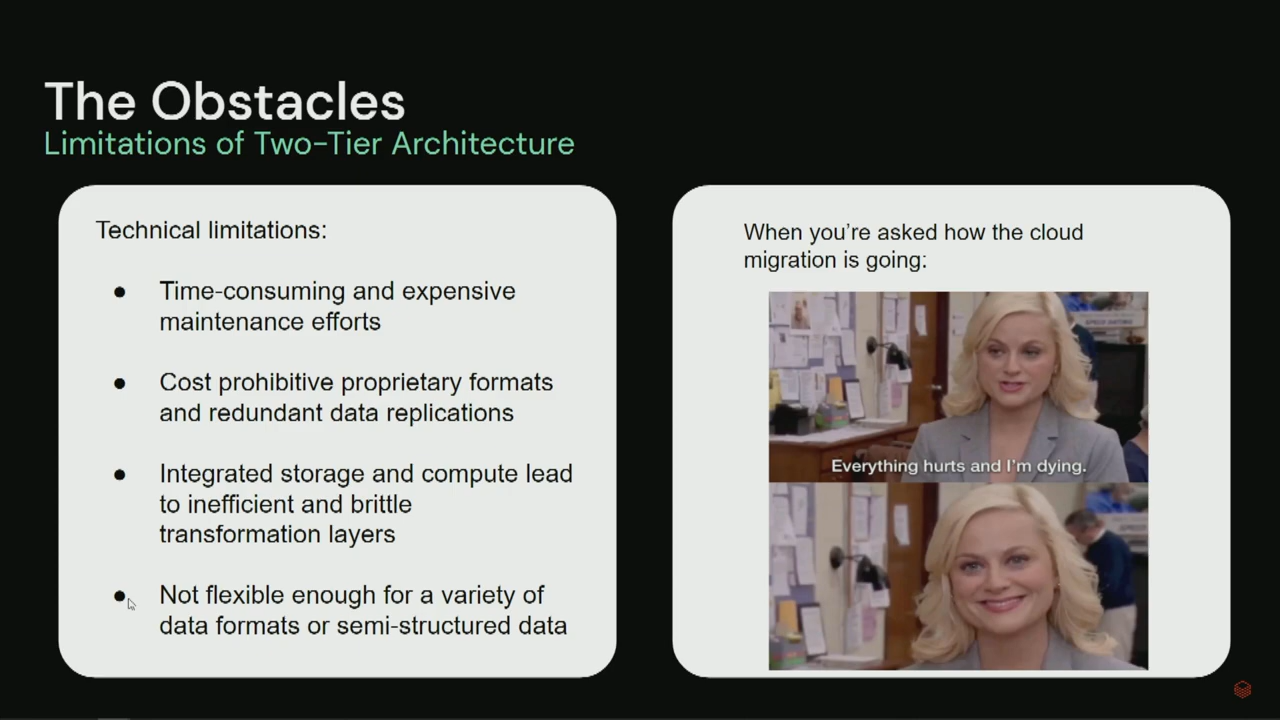 The Obstacles
Limitations of Two-Tier Architecture
Technical limitations:
● Time-consuming and expensive
maintenance efforts
● Cost prohibitive proprietary formats
and redundant data replications
● Integrated storage and compute lead
to inefficient and brittle
transformation layers
● Not flexible enough for a variety of
data formats or semi-structured data
When you’re asked how the cloud
migration is going:
Everything hurts and I'm dying.